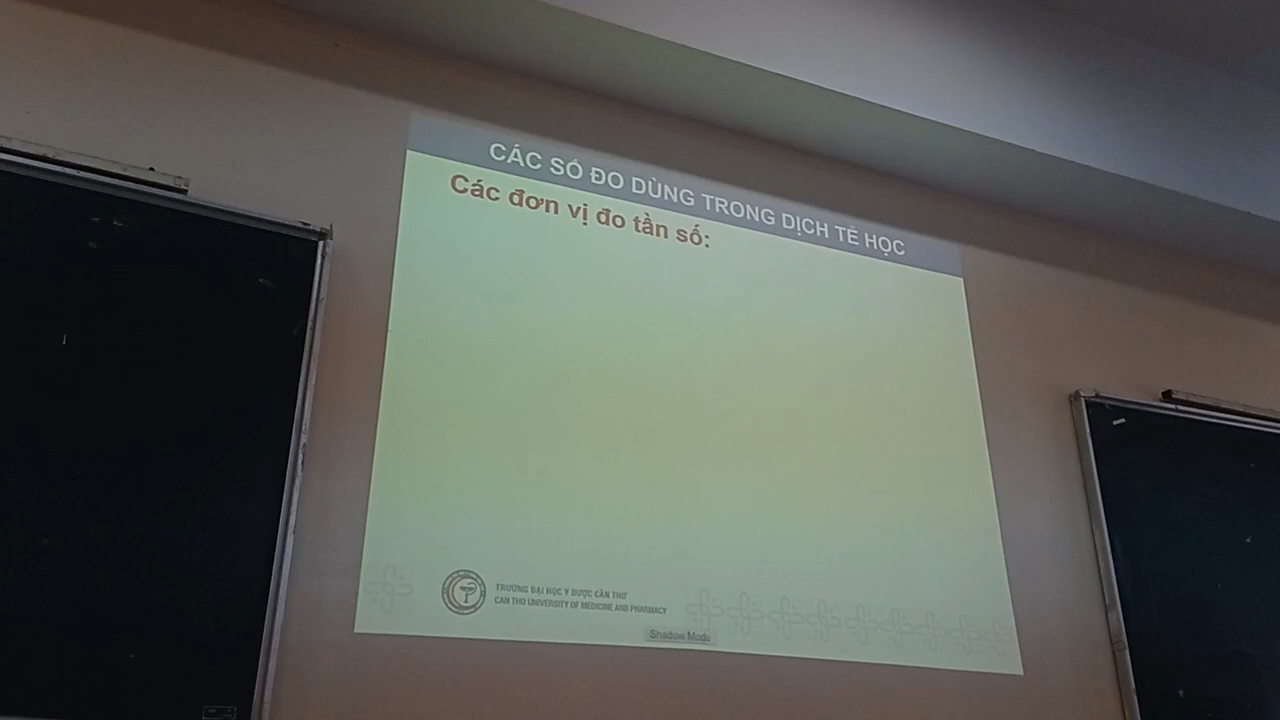 CÁC SỐ ĐO DÙNG TRONG DỊCH TỄ HỌC
Các đơn vị đo tần số:
TRƯỜNG ĐẠI HỌC Y DƯỢC CẦN THƠ
CAN THO UNIVERSITY OF MEDICINE AND PHARMACY
Shadow Mode